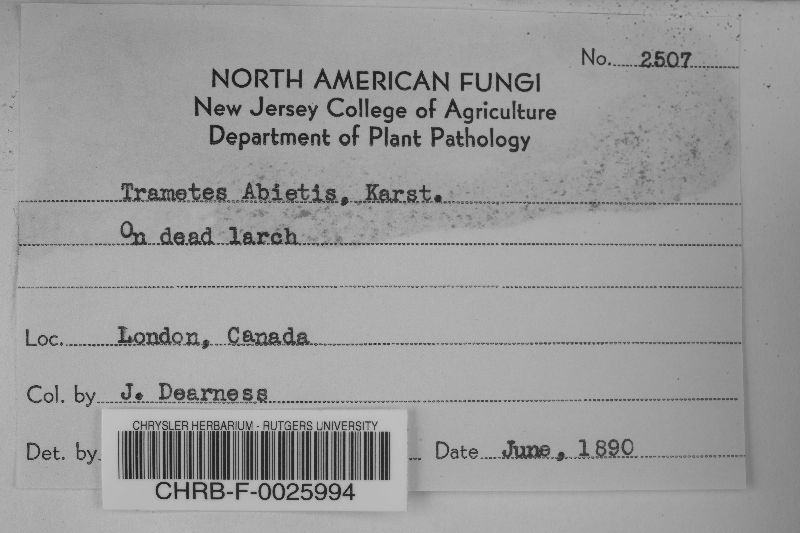 No. 2507
NORTH AMERICAN FUNGI
New Jersey College of Agriculture
Department of Plant Pathology
Trametes Abietis, Karst.
On dead larch
Loc. London, Canada
Col. by J. Dearness
CHRYSLER HERBARIUM - RUTGERS UNIVERSITY
Det. by Date June, 1890
CHRB-F-0025994